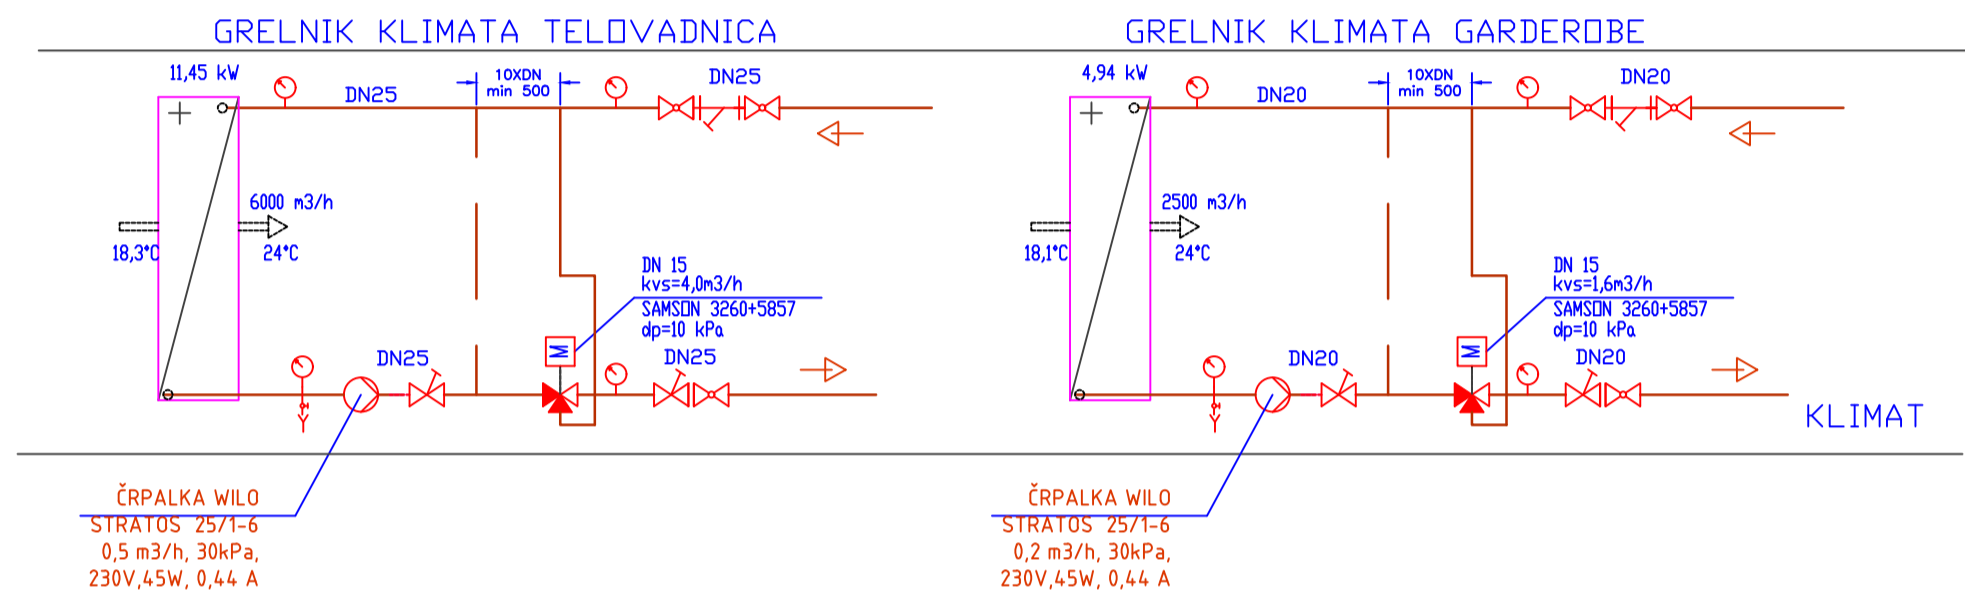 GRELNIK KLIMATA TELOVADNICA
11,45 kW
DN25
10XDN
min 500
DN25
6000 m3/h
18,3°C
24°C
DN 15
kvs=4,0m3/h
SAMSON 3260+5857
dp=10 kPa
M
DN25
DN25
ČRPALKA WILO
STRATOS 25/1-6
0,5 m3/h, 30kPa,
230V,45W, 0,44 A
GRELNIK KLIMATA GARDEROBE
4,94 kW
DN20
10XDN
min 500
DN20
2500 m3/h
18,1°C
24°C
DN 15
kvs=1,6m3/h
SAMSON 3260+5857
dp=10 kPa
M
DN20
DN20
KLIMAT
ČRPALKA WILO
STRATOS 25/1-6
0,2 m3/h, 30kPa,
230V,45W, 0,44 A